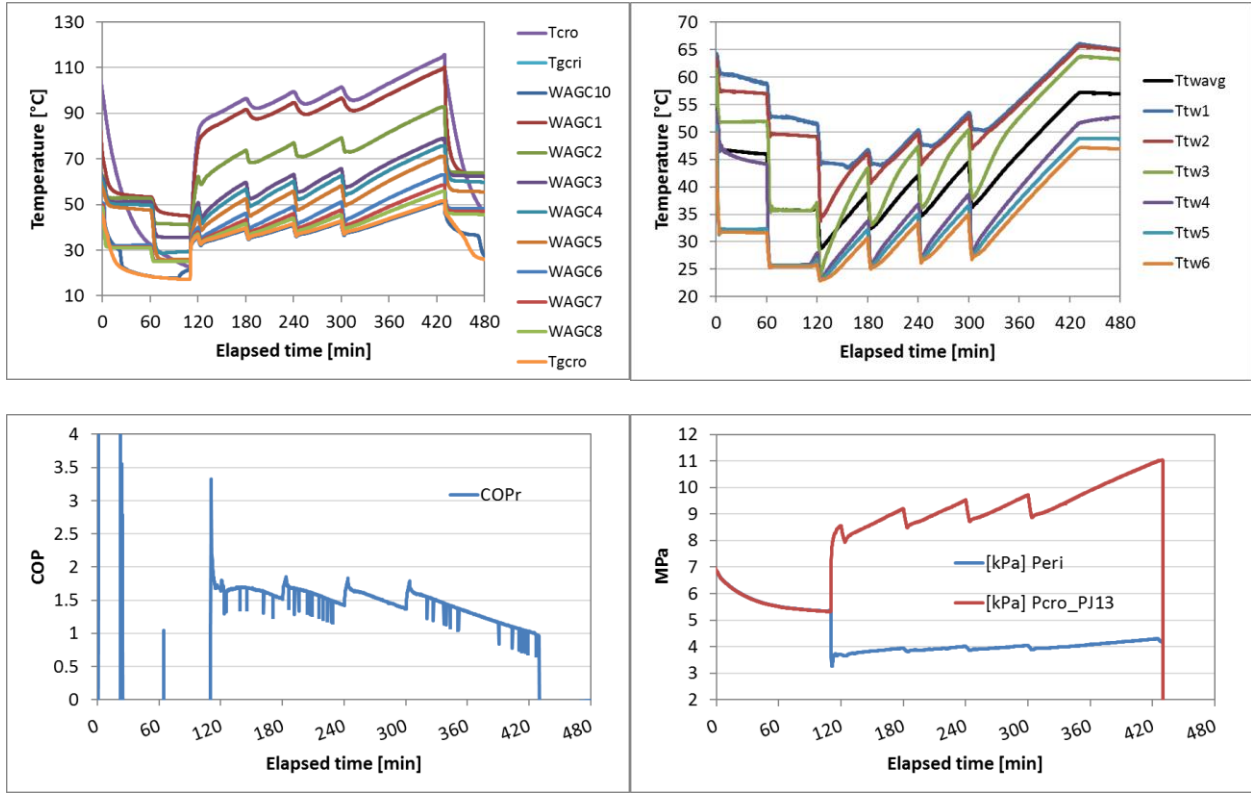 130
110
90
70
50
30
10
Temperature [°C]
0 60 120 180 240 300 360 420 480
Elapsed time [min]
Tcro
Tgcri
WAGC10
WAGC1
WAGC2
WAGC3
WAGC4
WAGC5
WAGC6
WAGC7
WAGC8
Tgcro
70
65
60
55
50
45
40
35
30
25
20
Temperature [°C]
0 60 120 180 240 300 360 420 480
Elapsed time [min]
Ttwavg
Ttw1
Ttw2
Ttw3
Ttw4
Ttw5
Ttw6
4
3.5
3
2.5
2
1.5
1
0.5
0
COP
COPr
0 60 120 180 240 300 360 420 480
Elapsed time [min]
12
11
10
9
8
7
6
5
4
3
2
MPa
[kPa] Peri
[kPa] Pcro_PJ13
0 60 120 180 240 300 360 420 480
Elapsed time [min]